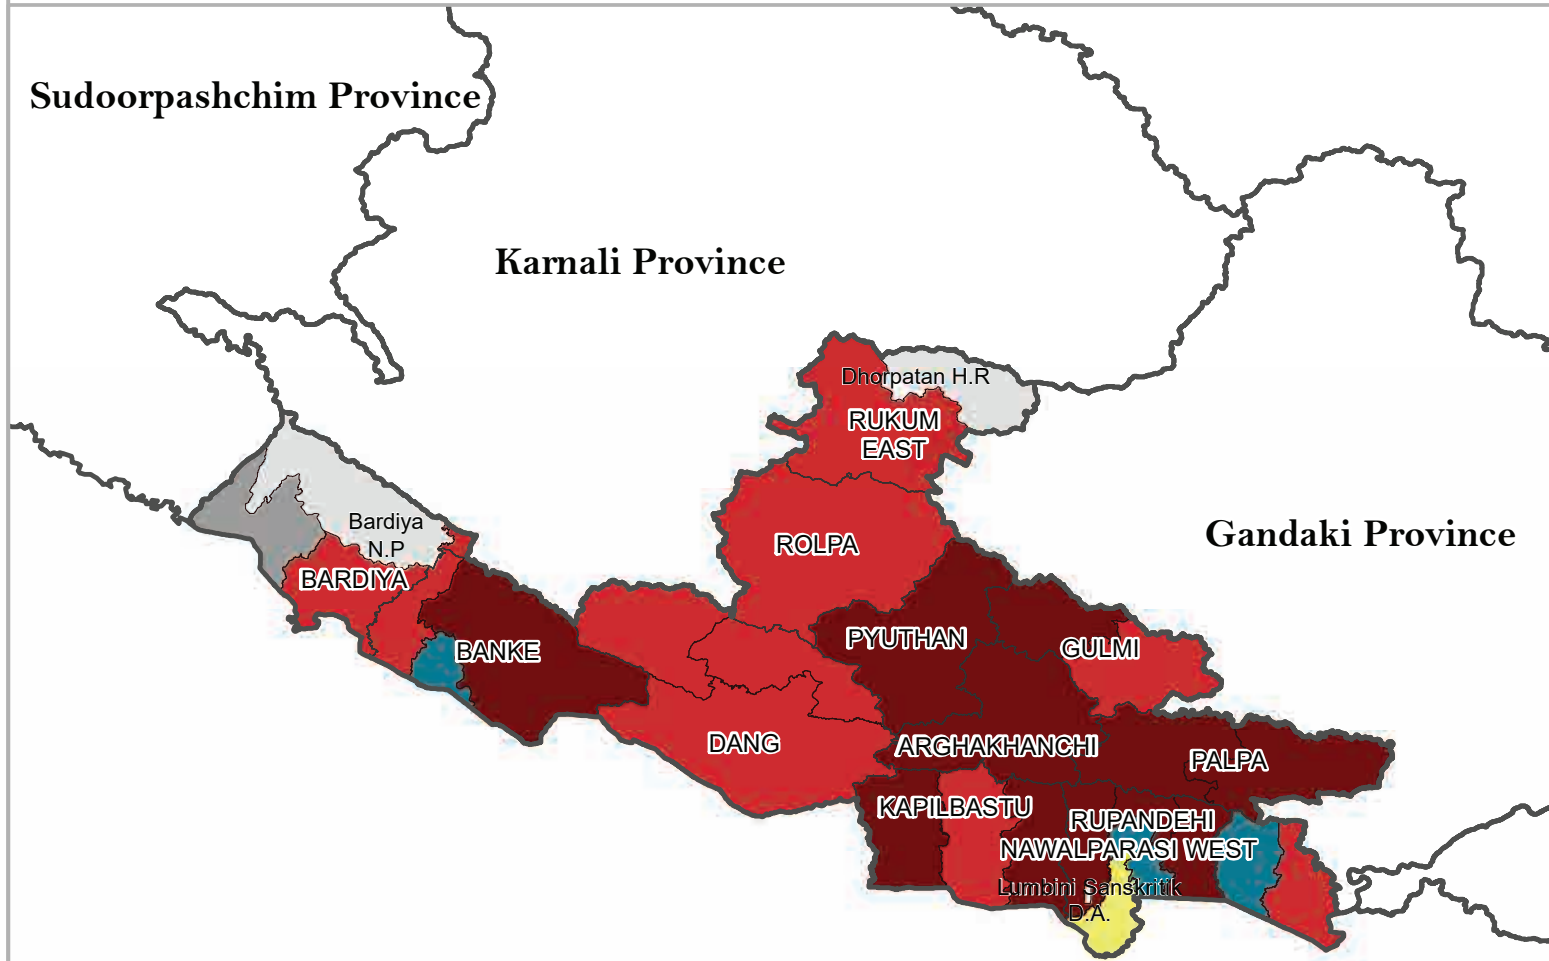 Sudoorpashchim Province
Karnali Province
Dhorpatan H.R
RUKUM
EAST
Bardiya
N.P
Gandaki Province
ROLPA
BARDIYA
PYUTHAN
GULMI
BANKE
DANG
ARGHAKHANCHI
PALPA
KAPILBASTU
RUPANDEHI
NAWALPARASI WEST
Lumbini Sanskritik
D.A.